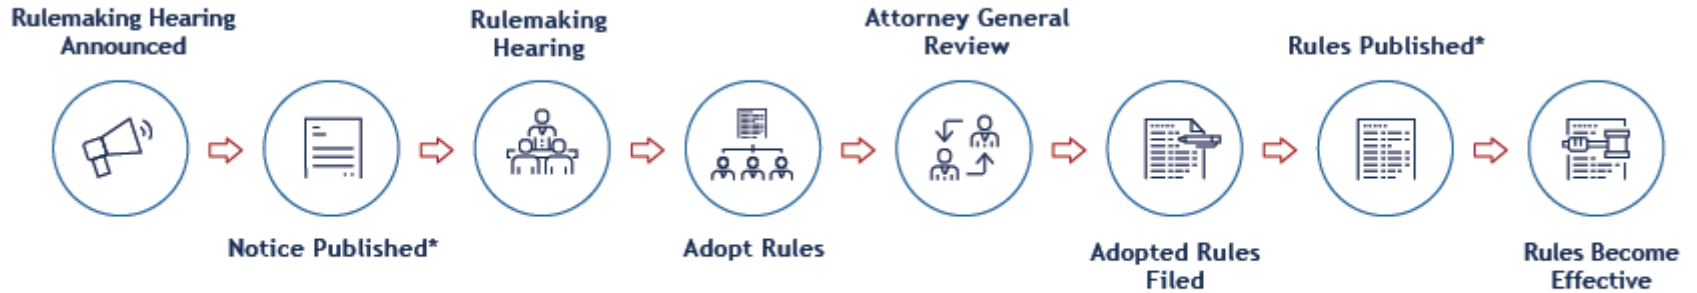 Rulemaking Hearing
Announced
Notice Published*
Rulemaking
Hearing
Adopt Rules
Attorney General
Review
Adopted Rules
Filed
Rules Published*
Rules Become
Effective